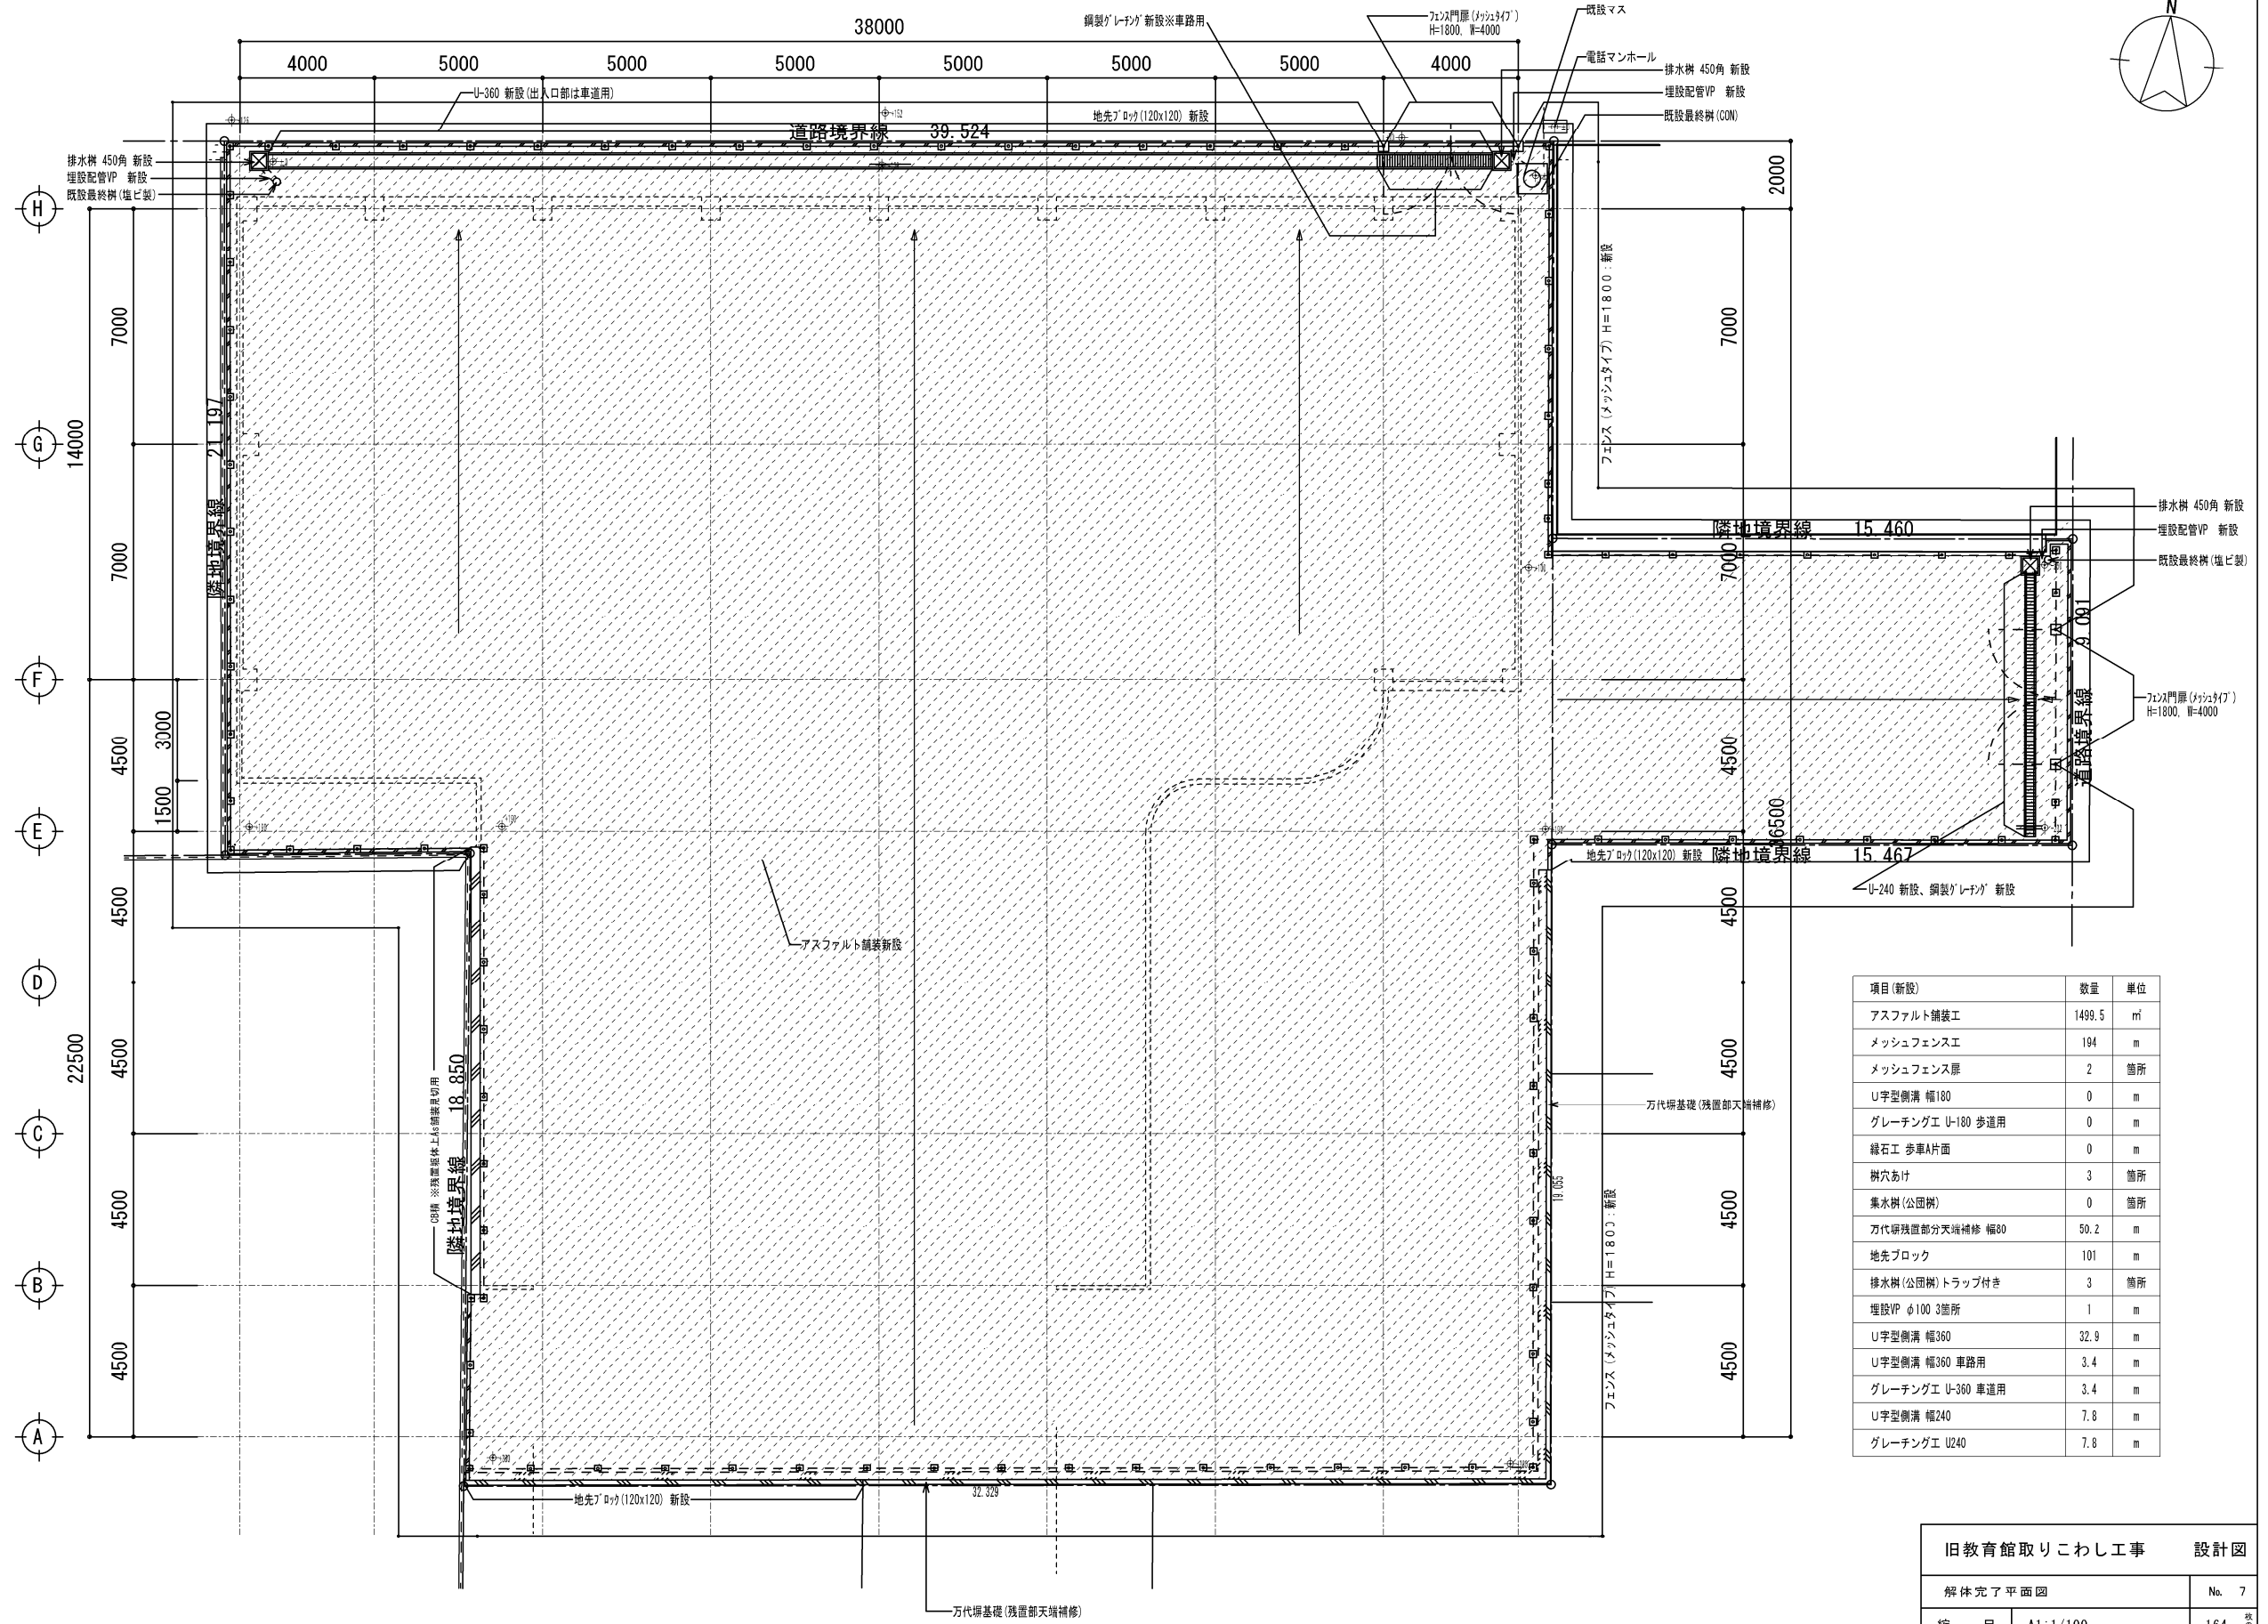 38000
4000 5000 5000 5000 5000 5000 5000 4000
鋼製グレーチング新設※車路用
フェンス門扉(メッシュタイプ)
H=1800, W=4000
既設マス
電話マンホール
排水桝 450角 新設
埋設配管VP 新設
既設最終桝(CON)
N
U-360 新設(出入口部は車道用)
地先ブロック(120x120) 新設
道路境界線 39.524
排水桝 450角 新設
埋設配管VP 新設
既設最終桝(塩ビ製)
H
G
F
E
D
C
B
A
14000
22500
7000
7000
4500
4500
4500
4500
4500
3000
1500
隣地境界線 21.197
2000
7000
7000
4500
4500
4500
4500
4500
36500
フェンス(メッシュタイプ) H=1800:新設
隣地境界線 15.460
排水桝 450角 新設
埋設配管VP 新設
既設最終桝(塩ビ製)
道路境界線 9.091
フェンス門扉(メッシュタイプ)
H=1800, W=4000
地先ブロック(120x120) 新設
隣地境界線 15.467
U-240 新設、鋼製グレーチング 新設
アスファルト舗装新設
CB積 ※残置躯体上As舗装見切用
隣地境界線 18.850
万代塀基礎(残置部天端補修)
19.055
フェンス(メッシュタイプ) H=1800:新設
地先ブロック(120x120) 新設
32.329
万代塀基礎(残置部天端補修)
項目(新設) 数量 単位
アスファルト舗装工 1499.5 ㎡
メッシュフェンス工 194 m
メッシュフェンス扉 2 箇所
U字型側溝 幅180 0 m
グレーチング工 U-180 歩道用 0 m
縁石工 歩車A片面 0 m
桝穴あけ 3 箇所
集水桝(公団桝) 0 箇所
万代塀残置部分天端補修 幅80 50.2 m
地先ブロック 101 m
排水桝(公団桝)トラップ付き 3 箇所
埋設VP φ100 3箇所 1 m
U字型側溝 幅360 32.9 m
U字型側溝 幅360 車路用 3.4 m
グレーチング工 U-360 車道用 3.4 m
U字型側溝 幅240 7.8 m
グレーチング工 U240 7.8 m
旧教育館取りこわし工事 設計図
解体完了平面図 No. 7